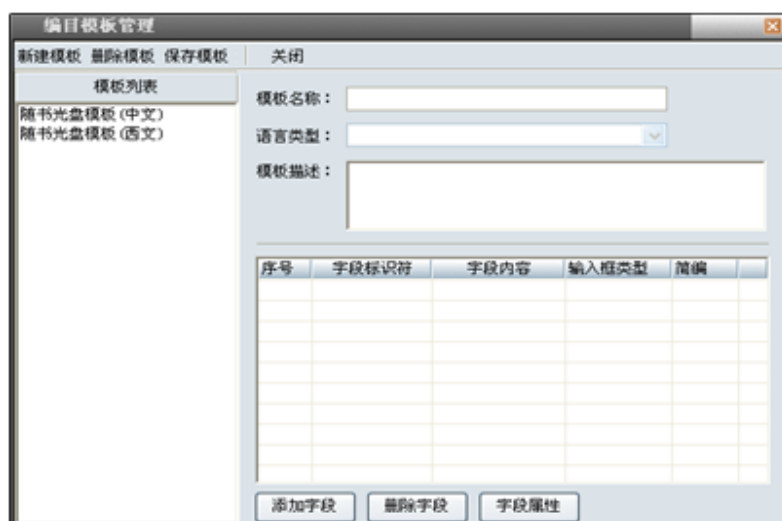 编目模板管理
新建模板 删除模板 保存模板 关闭
模板列表
随书光盘模板(中文)
随书光盘模板(西文)
模板名称：
语言类型：
模板描述：
序号 字段标识符 字段内容 输入框类型 简编
添加字段 删除字段 字段属性